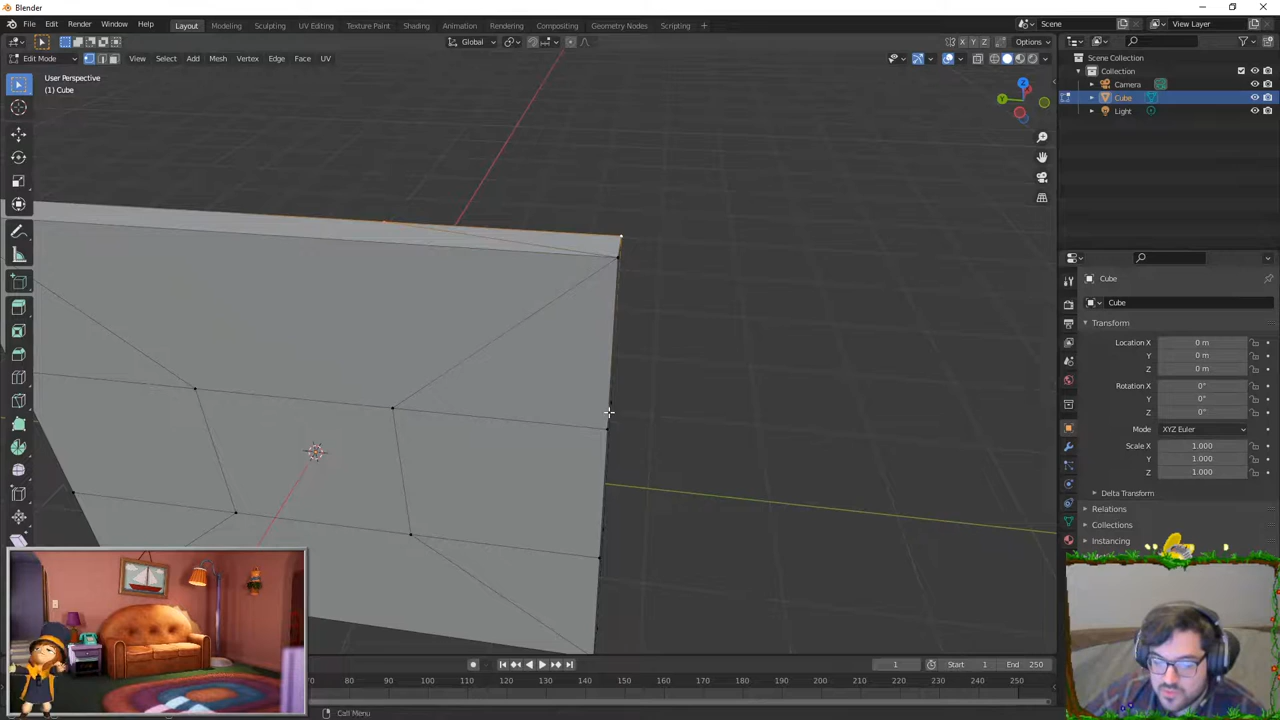 Blender
File Edit Render Window Help Layout Modeling Sculpting UV Editing Texture Paint Shading Animation Rendering Compositing Geometry Nodes Scripting + Scene View Layer
Global Options
Edit Mode View Select Add Mesh Vertex Edge Face UV
X Y Z
User Perspective
(1) Cube
Z
Y
Scene Collection
Collection
Camera
Cube
Light
Cube
Cube
Transform
Location X 0 m
Y 0 m
Z 0 m
Rotation X 0°
Y 0°
Z 0°
Mode XYZ Euler
Scale X 1.000
Y 1.000
Z 1.000
Delta Transform
Relations
Collections
Instancing
1 Start 1 End 250
70 80 90 100 110 120 130 140 150 160 170 180 190 200 210 220 230 240 250
Call Menu